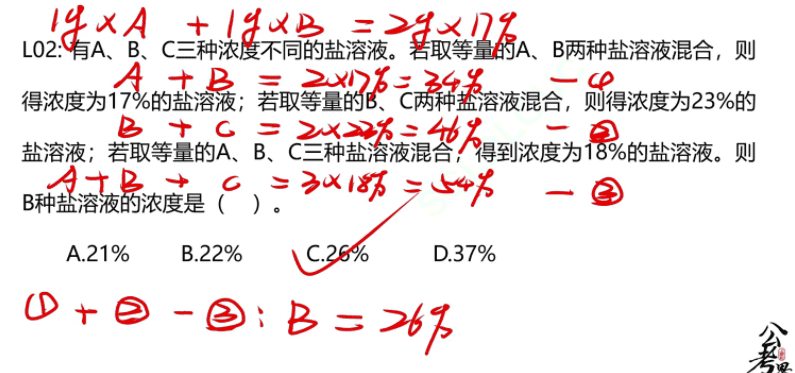 1g×A + 1g×B = 2g×17%
L02: 有A、B、C三种浓度不同的盐溶液。若取等量的A、B两种盐溶液混合，则
A + B = 2×17% = 34% —①
得浓度为17%的盐溶液；若取等量的B、C两种盐溶液混合，则得浓度为23%的
B + C = 2×23% = 46% —②
盐溶液；若取等量的A、B、C三种盐溶液混合，得到浓度为18%的盐溶液。则
A+B + C = 3×18% = 54% —③
B种盐溶液的浓度是（ ）。
A.21% B.22% C.26% D.37%
① + ② - ③: B = 26%
公考